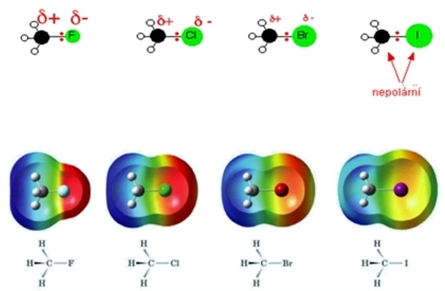 δ+ δ-
F
δ+ δ-
Cl
δ+ δ-
Br
I
nepolární
H
H C F
H
H
H C Cl
H
H
H C Br
H
H
H C I
H